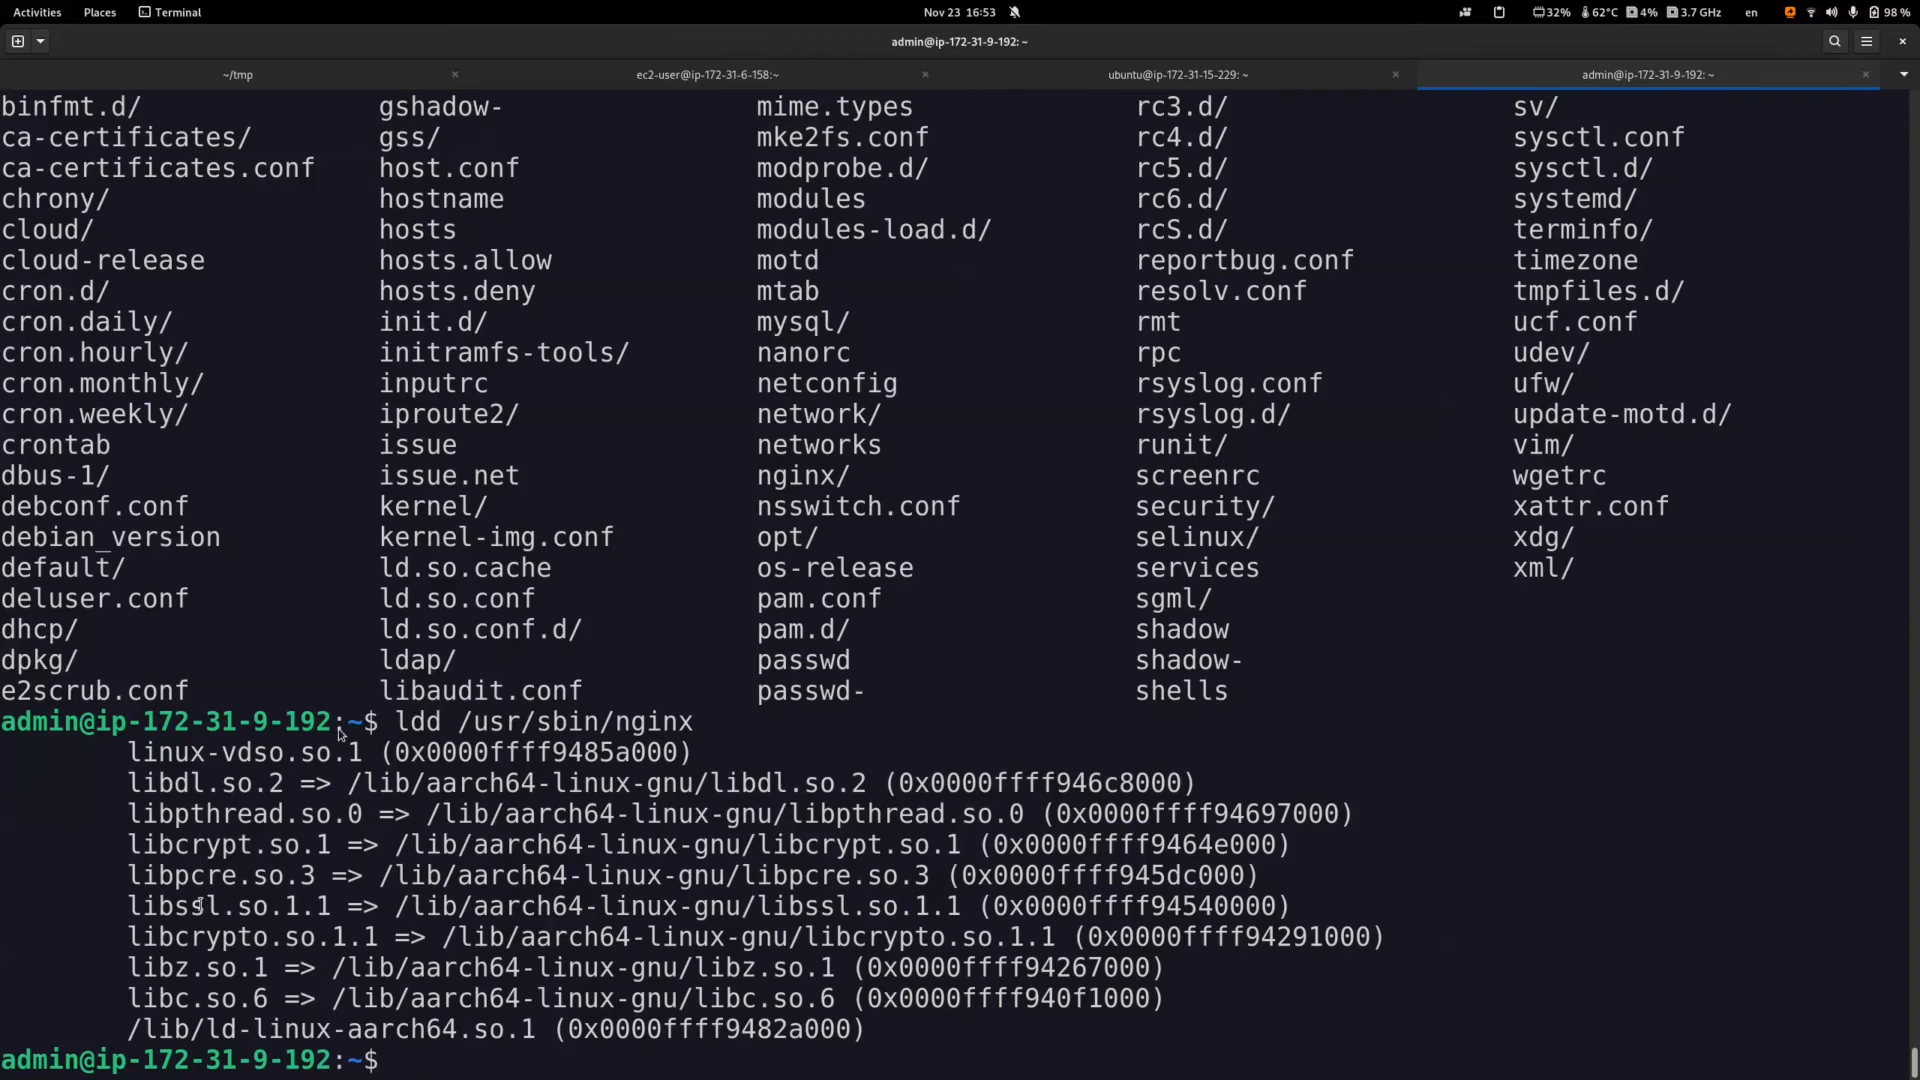 Activities Places Terminal Nov 23 16:53 32% 62°C 4% 3.7 GHz en 98 %
admin@ip-172-31-9-192: ~
~/tmp ec2-user@ip-172-31-6-158:~ ubuntu@ip-172-31-15-229: ~ admin@ip-172-31-9-192: ~
binfmt.d/ gshadow- mime.types rc3.d/ sv/
ca-certificates/ gss/ mke2fs.conf rc4.d/ sysctl.conf
ca-certificates.conf host.conf modprobe.d/ rc5.d/ sysctl.d/
chrony/ hostname modules rc6.d/ systemd/
cloud/ hosts modules-load.d/ rcS.d/ terminfo/
cloud-release hosts.allow motd reportbug.conf timezone
cron.d/ hosts.deny mtab resolv.conf tmpfiles.d/
cron.daily/ init.d/ mysql/ rmt ucf.conf
cron.hourly/ initramfs-tools/ nanorc rpc udev/
cron.monthly/ inputrc netconfig rsyslog.conf ufw/
cron.weekly/ iproute2/ network/ rsyslog.d/ update-motd.d/
crontab issue networks runit/ vim/
dbus-1/ issue.net nginx/ screenrc wgetrc
debconf.conf kernel/ nsswitch.conf security/ xattr.conf
debian_version kernel-img.conf opt/ selinux/ xdg/
default/ ld.so.cache os-release services xml/
deluser.conf ld.so.conf pam.conf sgml/
dhcp/ ld.so.conf.d/ pam.d/ shadow
dpkg/ ldap/ passwd shadow-
e2scrub.conf libaudit.conf passwd- shells
admin@ip-172-31-9-192:~$ ldd /usr/sbin/nginx
linux-vdso.so.1 (0x0000ffff9485a000)
libdl.so.2 => /lib/aarch64-linux-gnu/libdl.so.2 (0x0000ffff946c8000)
libpthread.so.0 => /lib/aarch64-linux-gnu/libpthread.so.0 (0x0000ffff94697000)
libcrypt.so.1 => /lib/aarch64-linux-gnu/libcrypt.so.1 (0x0000ffff9464e000)
libpcre.so.3 => /lib/aarch64-linux-gnu/libpcre.so.3 (0x0000ffff945dc000)
libssl.so.1.1 => /lib/aarch64-linux-gnu/libssl.so.1.1 (0x0000ffff94540000)
libcrypto.so.1.1 => /lib/aarch64-linux-gnu/libcrypto.so.1.1 (0x0000ffff94291000)
libz.so.1 => /lib/aarch64-linux-gnu/libz.so.1 (0x0000ffff94267000)
libc.so.6 => /lib/aarch64-linux-gnu/libc.so.6 (0x0000ffff940f1000)
/lib/ld-linux-aarch64.so.1 (0x0000ffff9482a000)
admin@ip-172-31-9-192:~$